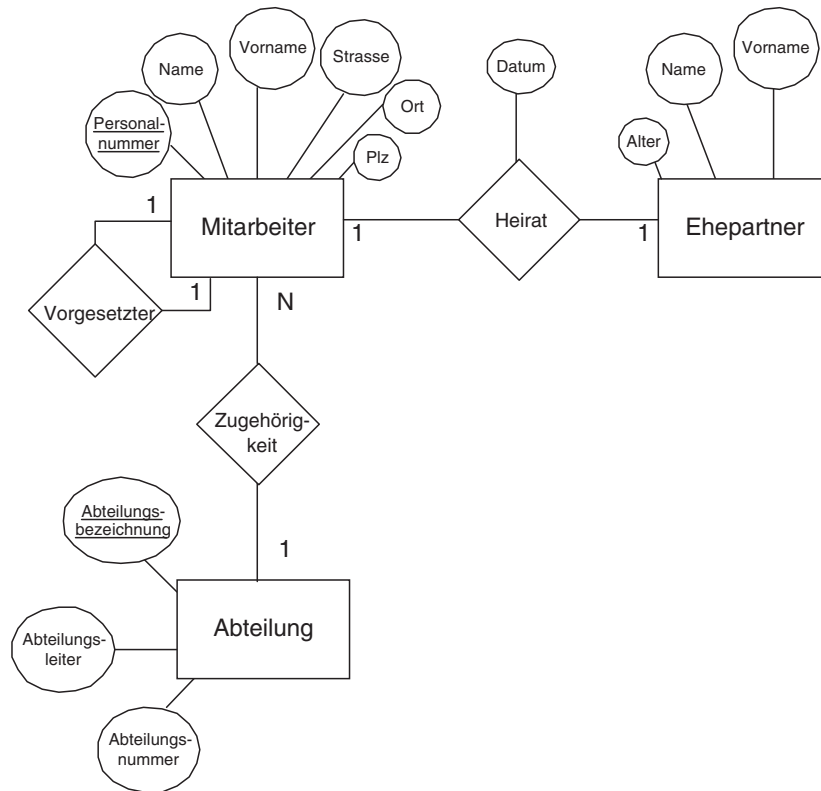 Vorname
Vorname
Strasse
Datum
Name
Name
Ort
Personal-
nummer
Alter
Plz
1
Mitarbeiter
1
Heirat
1
Ehepartner
1
N
Vorgesetzter
Zugehörig-
keit
Abteilungs-
bezeichnung
1
Abteilung
Abteilungs-
leiter
Abteilungs-
nummer